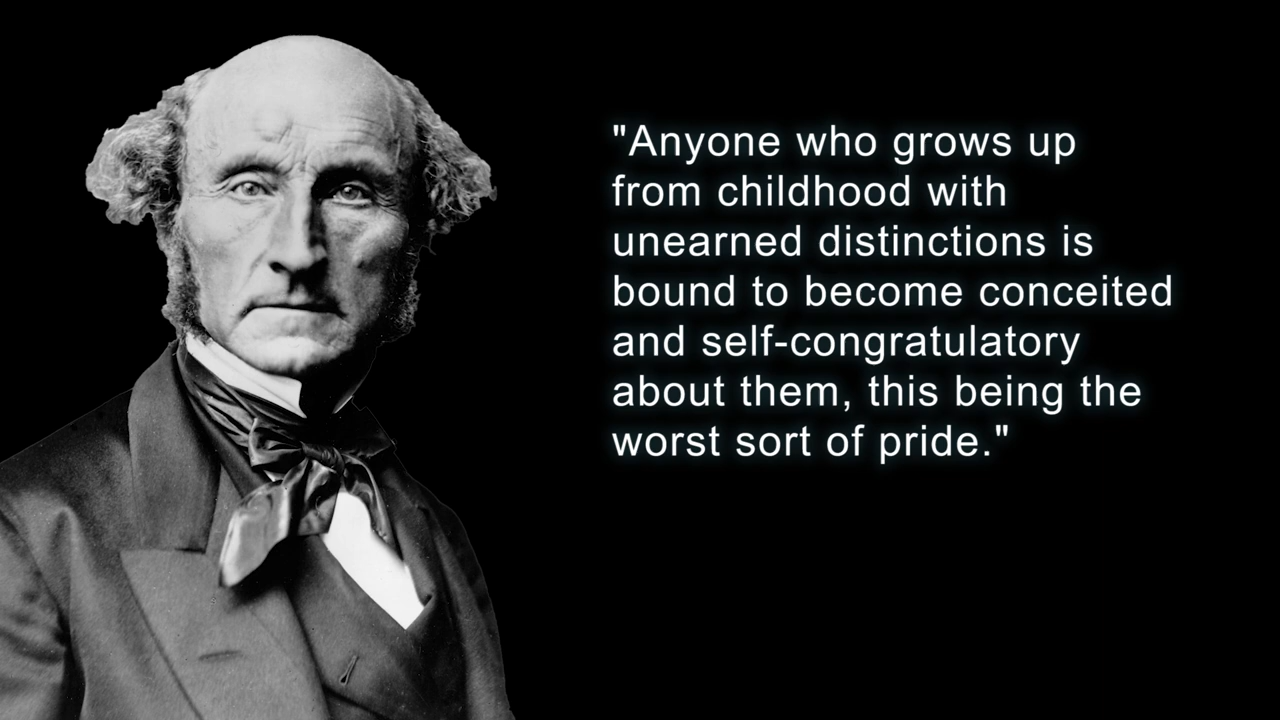 "Anyone who grows up
from childhood with
unearned distinctions is
bound to become conceited
and self-congratulatory
about them, this being the
worst sort of pride."